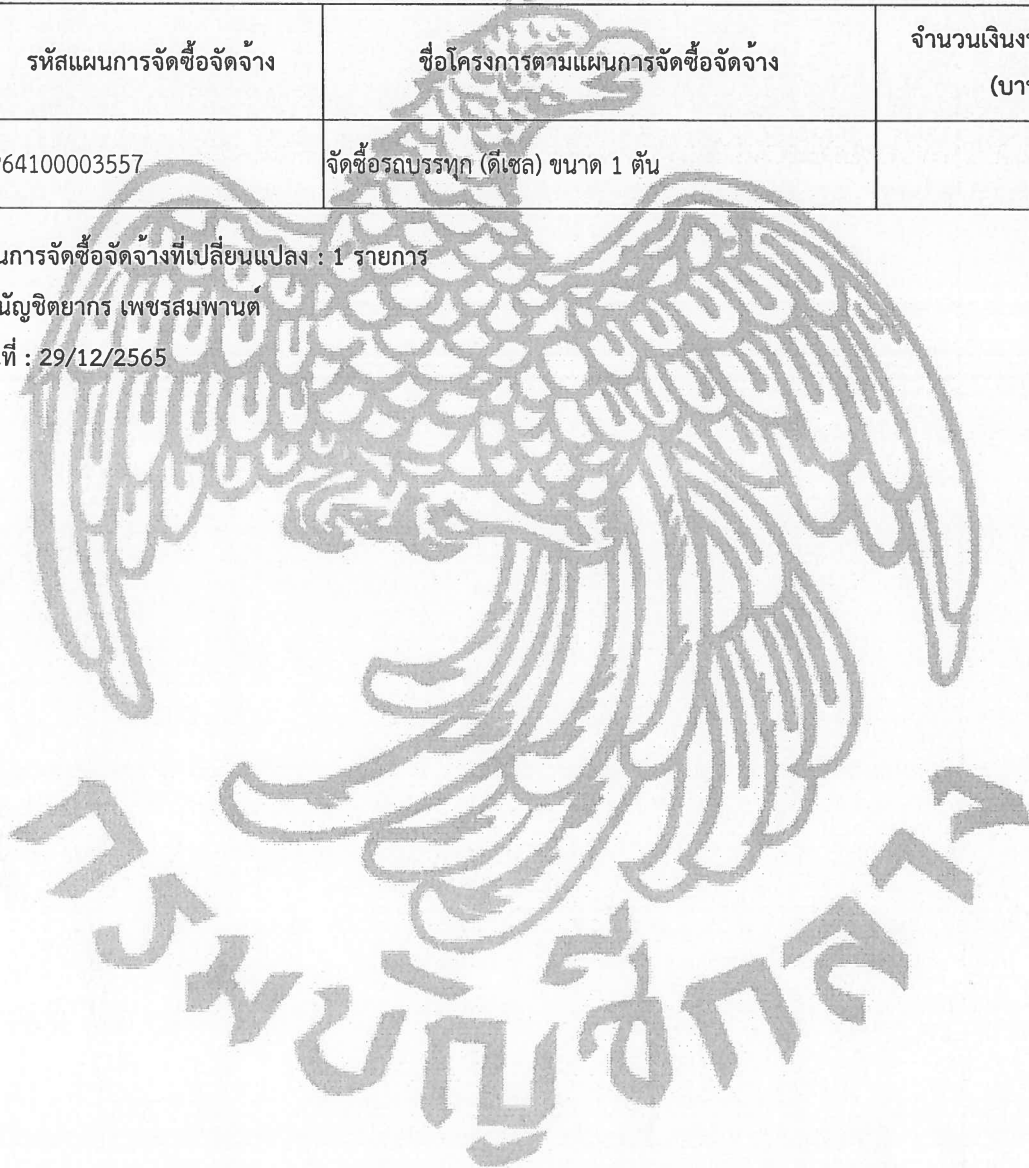 รหัสแผนการจัดซื้อจัดจ้าง
ชื่อโครงการตามแผนการจัดซื้อจัดจ้าง
จำนวนเงิน
(บาท
64100003557
จัดซื้อรถบรรทุก (ดีเซล) ขนาด 1 ตัน
นการจัดซื้อจัดจ้างที่เปลี่ยนแปลง : 1 รายการ
นัญชิตยากร เพชรสมพานต์
ที่ : 29/12/2565
กรมบัญชีกลาง